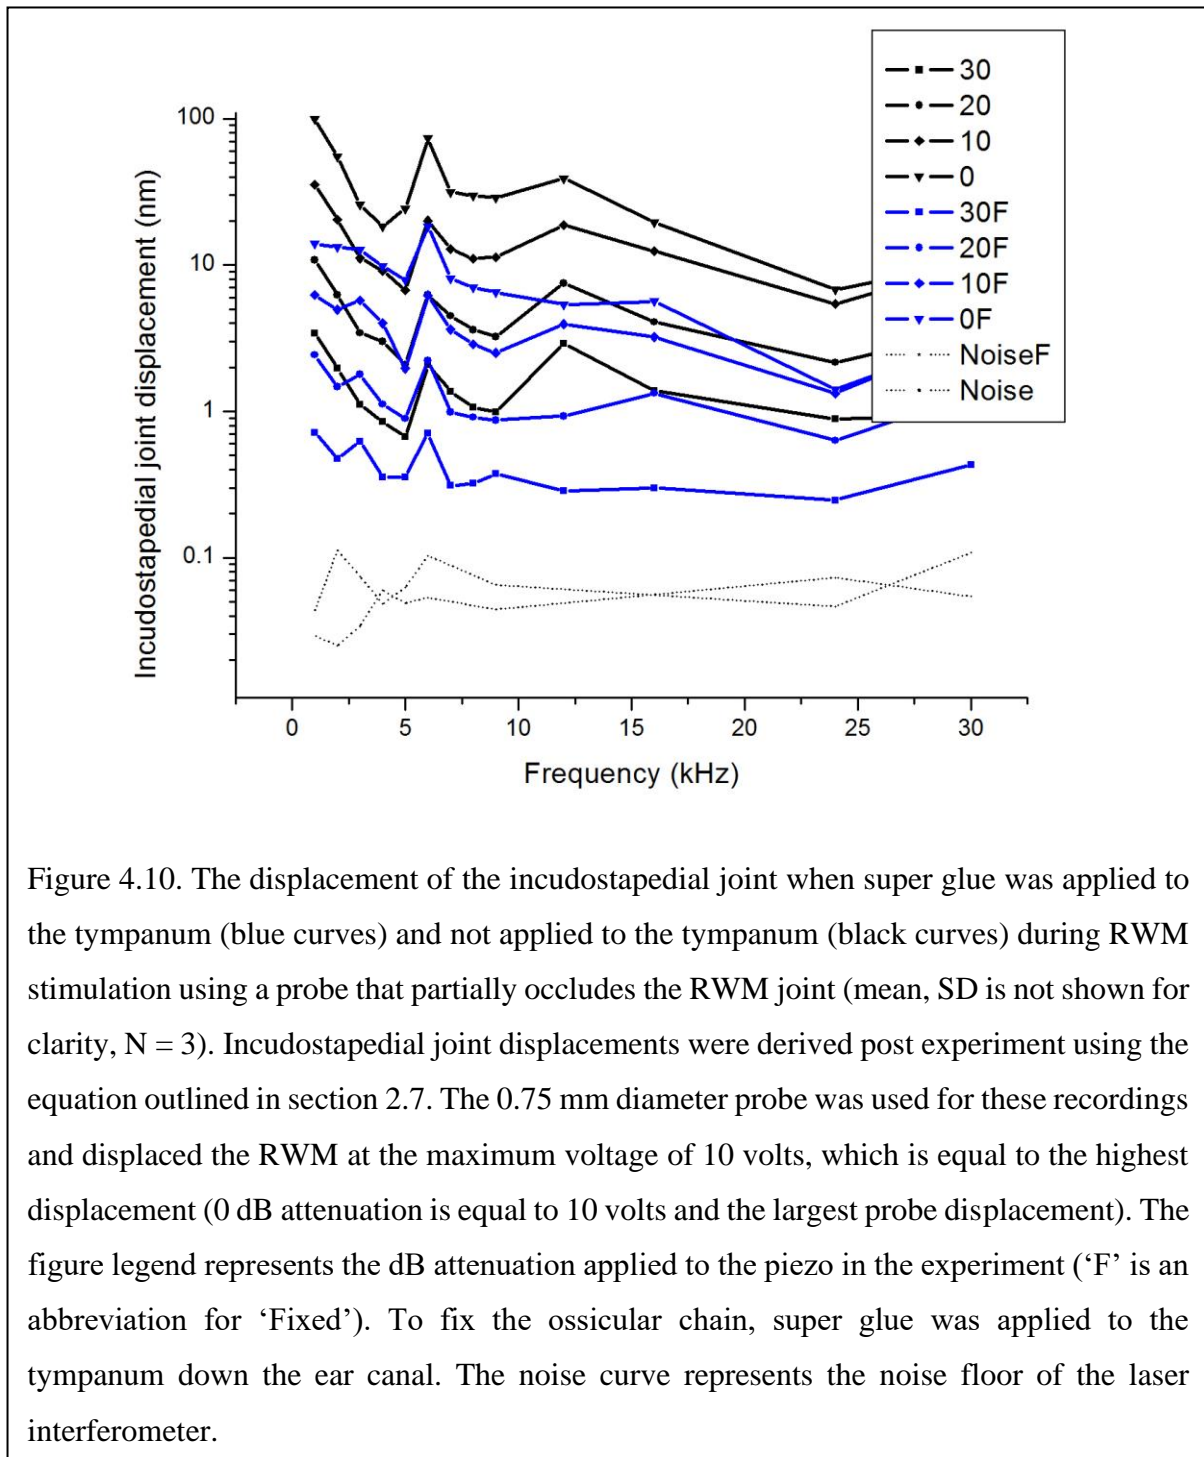 30
20
10
0
30F
20F
10F
0F
NoiseF
Noise
100
10
1
0.1
Incudostapedial joint displacement (nm)
0 5 10 15 20 25 30
Frequency (kHz)
Figure 4.10. The displacement of the incudostapedial joint when super glue was applied to
the tympanum (blue curves) and not applied to the tympanum (black curves) during RWM
stimulation using a probe that partially occludes the RWM joint (mean, SD is not shown for
clarity, N = 3). Incudostapedial joint displacements were derived post experiment using the
equation outlined in section 2.7. The 0.75 mm diameter probe was used for these recordings
and displaced the RWM at the maximum voltage of 10 volts, which is equal to the highest
displacement (0 dB attenuation is equal to 10 volts and the largest probe displacement). The
figure legend represents the dB attenuation applied to the piezo in the experiment (‘F’ is an
abbreviation for ‘Fixed’). To fix the ossicular chain, super glue was applied to the
tympanum down the ear canal. The noise curve represents the noise floor of the laser
interferometer.